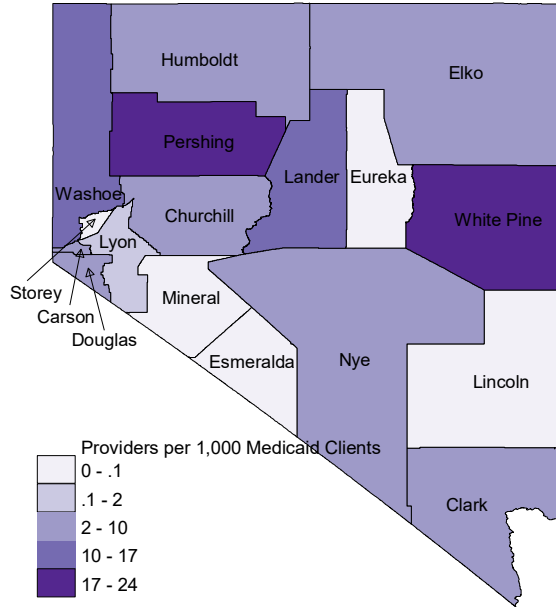 Humboldt
Elko
Pershing
Lander
Eureka
Washoe
Churchill
White Pine
Lyon
Storey
Carson
Douglas
Mineral
Esmeralda
Nye
Lincoln
Clark
Providers per 1,000 Medicaid Clients
0 - .1
.1 - 2
2 - 10
10 - 17
17 - 24